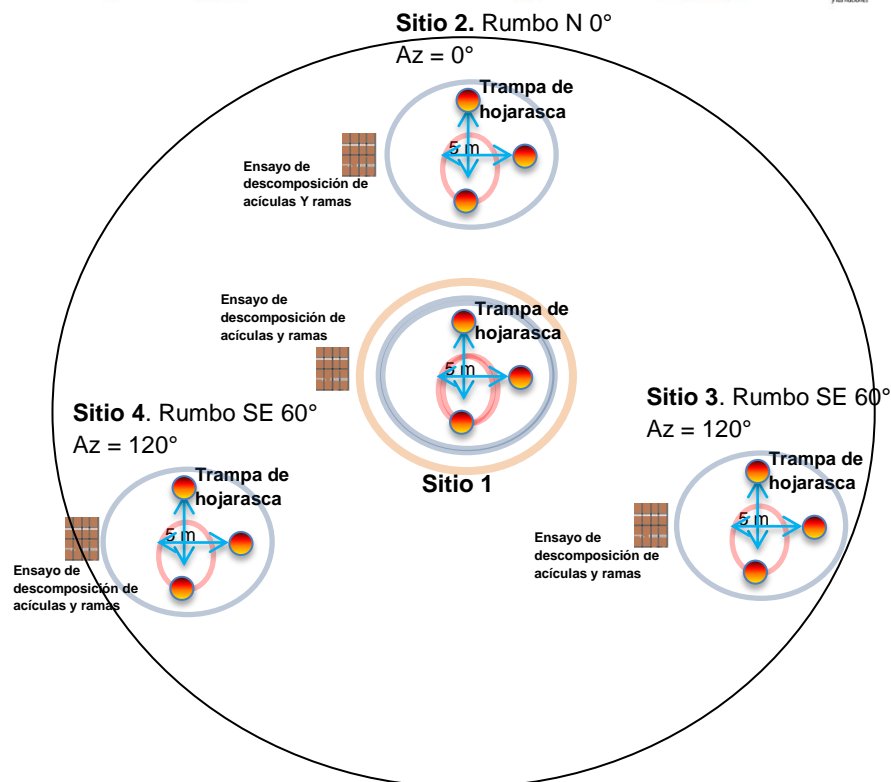 Sitio 2. Rumbo N 0°
Az = 0°
Trampa de
hojarasca
5 m
Ensayo de
descomposición de
acículas Y ramas
Ensayo de
descomposición de
acículas y ramas
Trampa de
hojarasca
5 m
Sitio 1
Sitio 4. Rumbo SE 60°
Az = 120°
Trampa de
hojarasca
5 m
Ensayo de
descomposición de
acículas y ramas
Sitio 3. Rumbo SE 60°
Az = 120°
Trampa de
hojarasca
5 m
Ensayo de
descomposición de
acículas y ramas